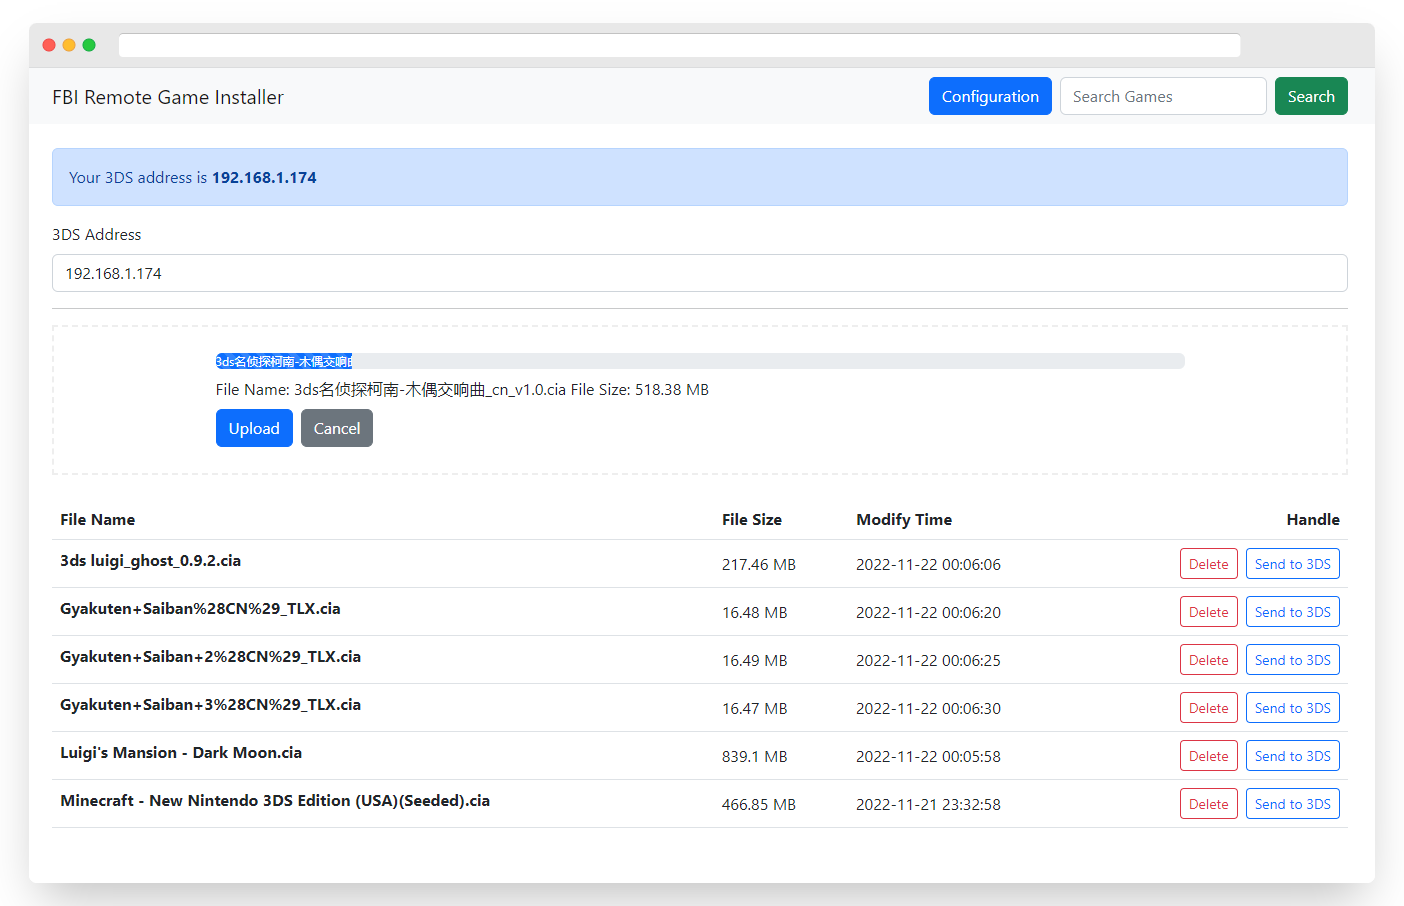 FBI Remote Game Installer Configuration Search Games Search
Your 3DS address is 192.168.1.174
3DS Address
192.168.1.174
3ds名侦探柯南-木偶交响曲
File Name: 3ds名侦探柯南-木偶交响曲_cn_v1.0.cia File Size: 518.38 MB
Upload Cancel
File Name File Size Modify Time Handle
3ds luigi_ghost_0.9.2.cia 217.46 MB 2022-11-22 00:06:06 Delete Send to 3DS
Gyakuten+Saiban%28CN%29_TLX.cia 16.48 MB 2022-11-22 00:06:20 Delete Send to 3DS
Gyakuten+Saiban+2%28CN%29_TLX.cia 16.49 MB 2022-11-22 00:06:25 Delete Send to 3DS
Gyakuten+Saiban+3%28CN%29_TLX.cia 16.47 MB 2022-11-22 00:06:30 Delete Send to 3DS
Luigi's Mansion - Dark Moon.cia 839.1 MB 2022-11-22 00:05:58 Delete Send to 3DS
Minecraft - New Nintendo 3DS Edition (USA)(Seeded).cia 466.85 MB 2022-11-21 23:32:58 Delete Send to 3DS